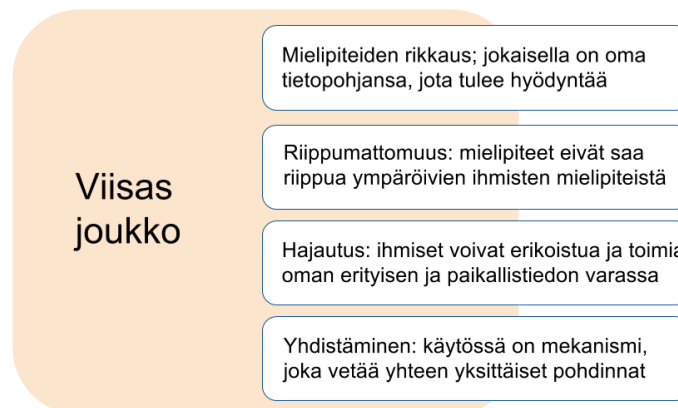 Viisas
joukko
Mielipiteiden rikkaus; jokaisella on oma
tietopohjansa, jota tulee hyödyntää
Riippumattomuus: mielipiteet eivät saa
riippua ympäröivien ihmisten mielipiteistä
Hajautus: ihmiset voivat erikoistua ja toimia
oman erityisen ja paikallistiedon varassa
Yhdistäminen: käytössä on mekanismi,
joka vetää yhteen yksittäiset pohdinnat